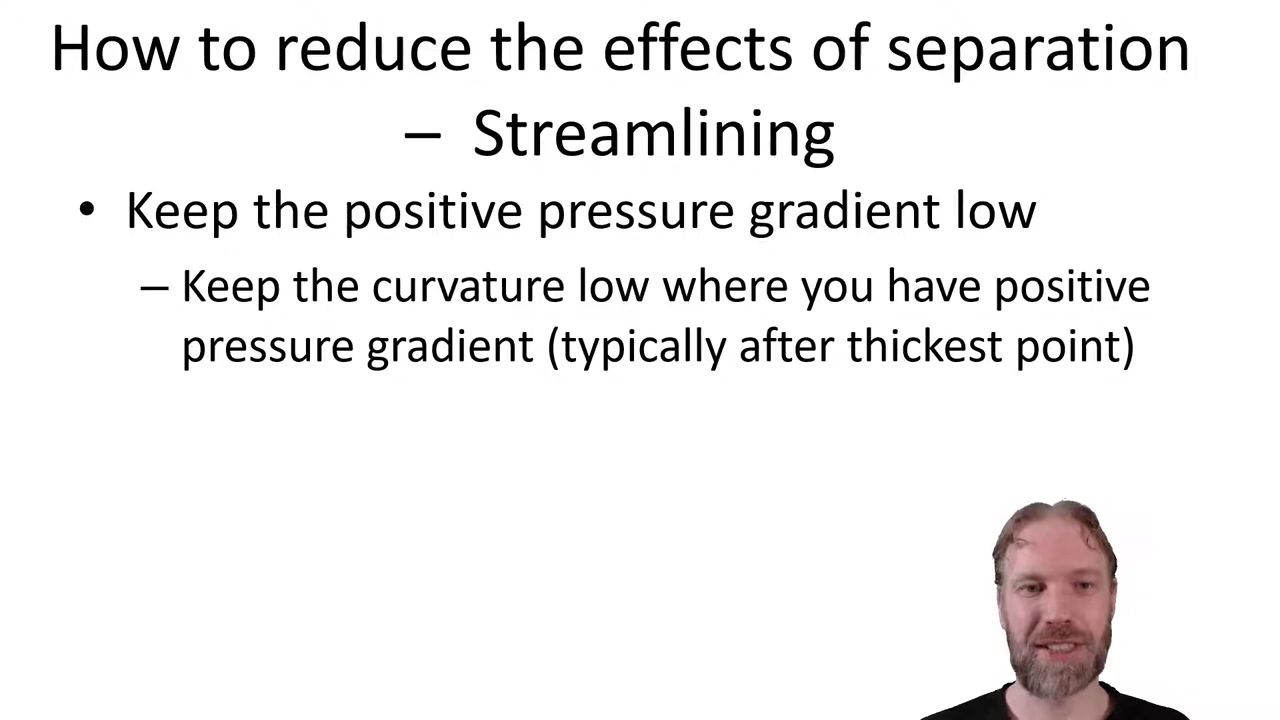 How to reduce the effects of separation
– Streamlining
• Keep the positive pressure gradient low
– Keep the curvature low where you have positive
pressure gradient (typically after thickest point)